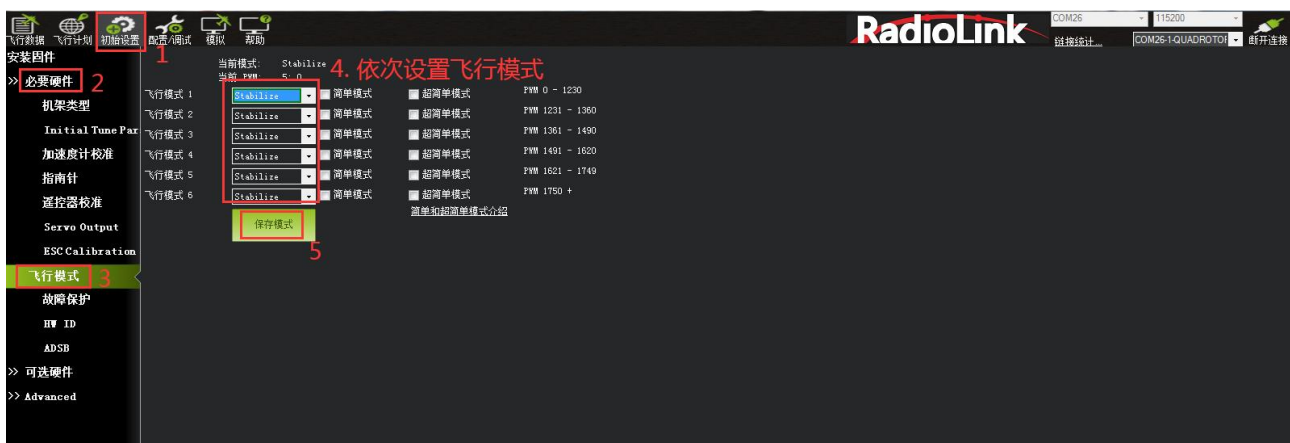 飞行数据 飞行计划 初始设置 配置/调试 模拟 帮助
RadioLink
COM26 115200
链接统计... COM26-1-QUADROTOR 断开连接
1
安装固件
>> 必要硬件 2
机架类型
Initial Tune Par
加速度计校准
指南针
遥控器校准
Servo Output
ESC Calibration
飞行模式 3
故障保护
HW ID
ADSB
>> 可选硬件
>> Advanced
当前模式: Stabilize
当前 PWM: 5: 0
4. 依次设置飞行模式
飞行模式 1 Stabilize 简单模式 超简单模式 PWM 0 - 1230
飞行模式 2 Stabilize 简单模式 超简单模式 PWM 1231 - 1360
飞行模式 3 Stabilize 简单模式 超简单模式 PWM 1361 - 1490
飞行模式 4 Stabilize 简单模式 超简单模式 PWM 1491 - 1620
飞行模式 5 Stabilize 简单模式 超简单模式 PWM 1621 - 1749
飞行模式 6 Stabilize 简单模式 超简单模式 PWM 1750 +
简单和超简单模式介绍
保存模式
5